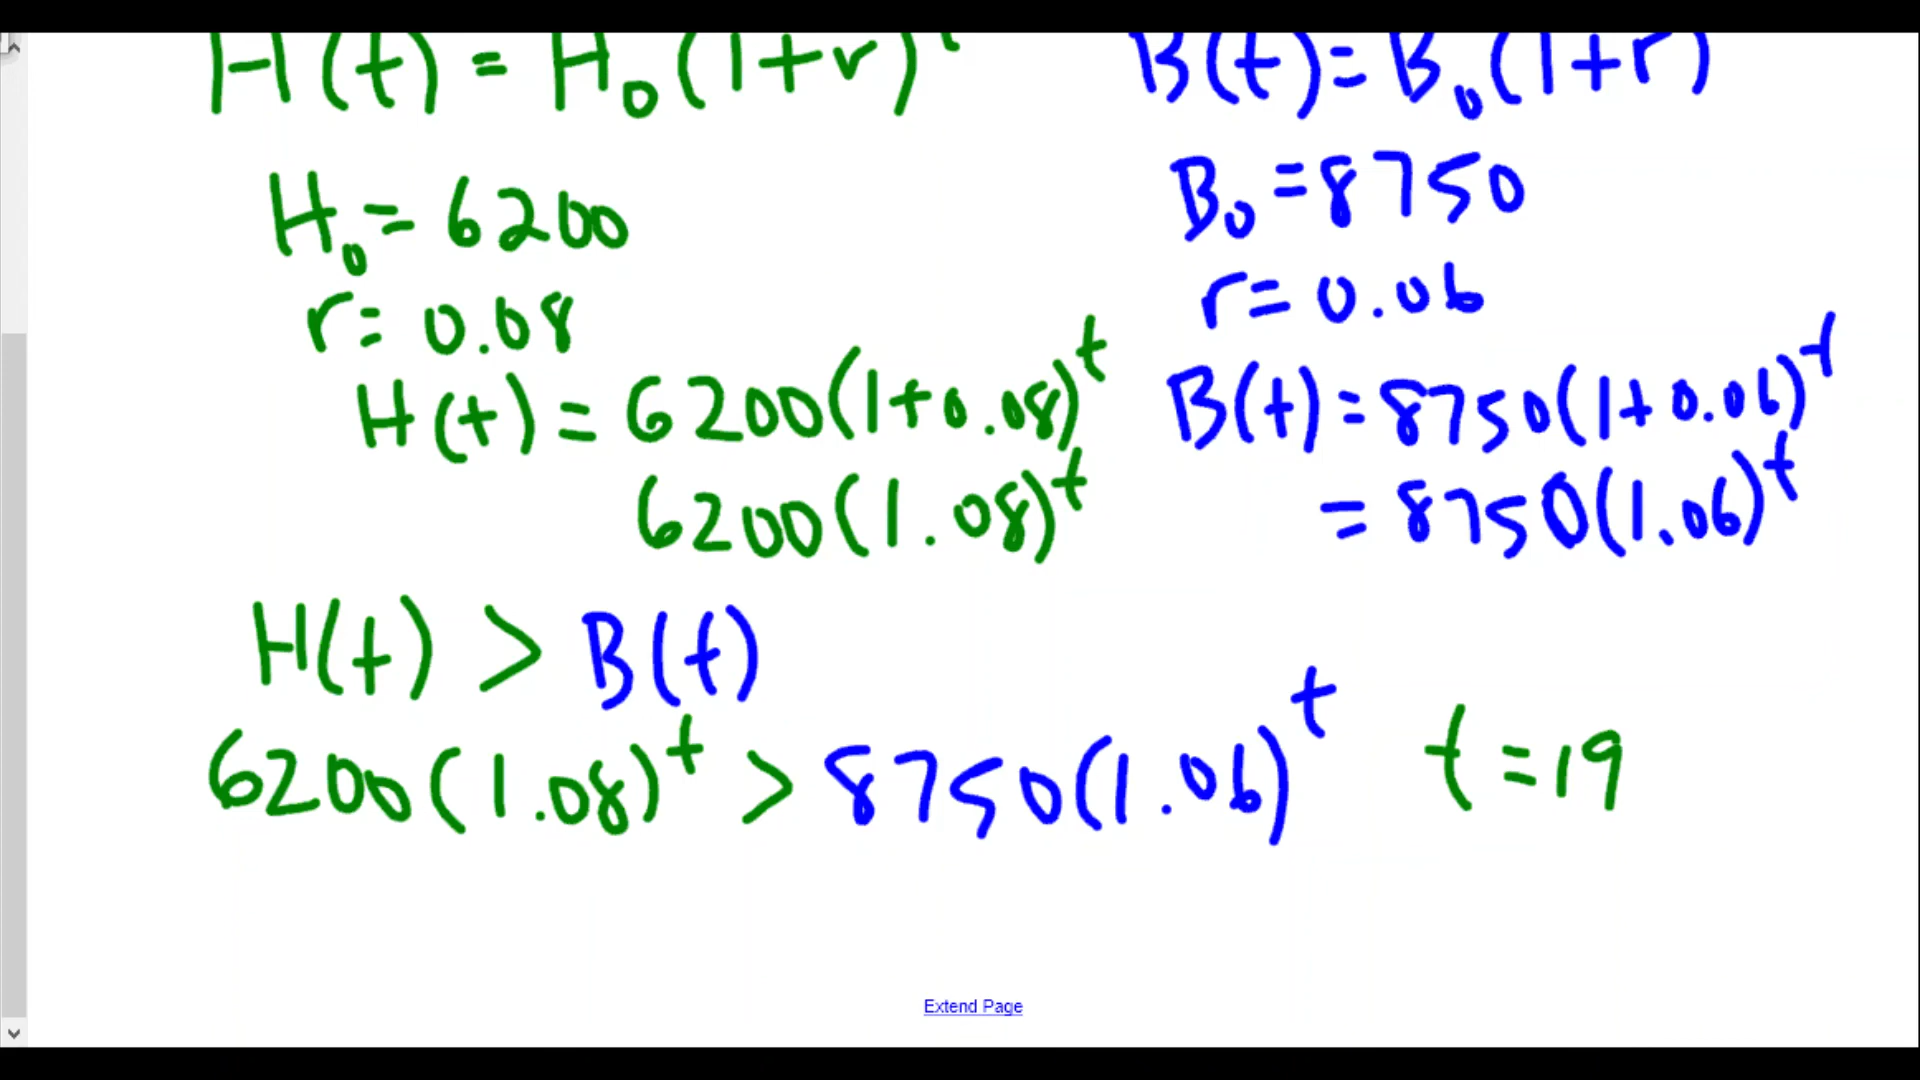 H(t) = H₀(1+r)ᵗ
B(t) = B₀(1+r)
H₀ = 6200
B₀ = 8750
r = 0.08
r = 0.06
H(t) = 6200(1+0.08)ᵗ
B(t) = 8750(1+0.06)ᵗ
6200(1.08)ᵗ
= 8750(1.06)ᵗ
H(t) > B(t)
6200(1.08)ᵗ > 8750(1.06)ᵗ
t = 19
Extend Page